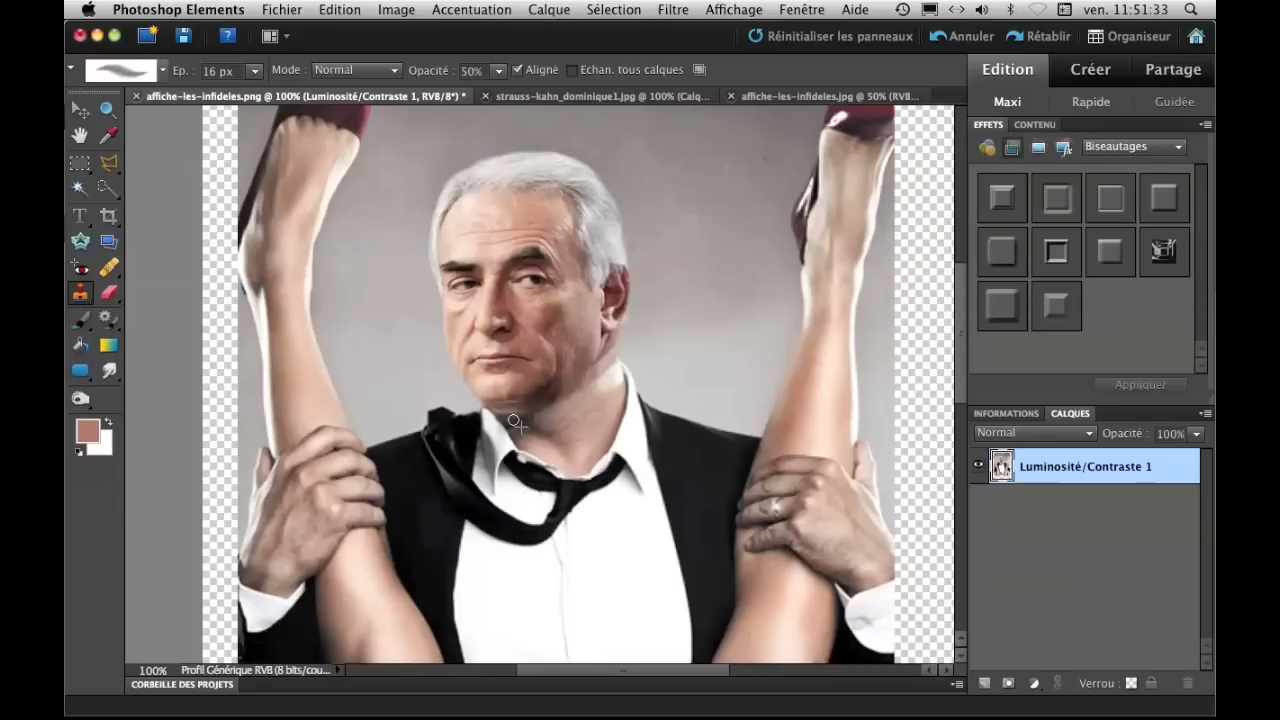 Photoshop Elements Fichier Edition Image Accentuation Calque Sélection Filtre Affichage Fenêtre Aide ven. 11:51:33
Réinitialiser les panneaux Annuler Rétablir Organiseur
Ep. : 16 px Mode : Normal Opacité : 50% Aligné Echan. tous calques
Edition Créer Partage
affiche-les-infideles.png @ 100% (Luminosité/Contraste 1, RVB/8*) * strauss-kahn_dominique1.jpg @ 100% (Calq... affiche-les-infideles.jpg @ 50% (RVB...
Maxi Rapide Guidée
EFFETS CONTENU
Biseautages
Appliquer
INFORMATIONS CALQUES
Normal Opacité : 100%
Luminosité/Contraste 1
100% Profil Générique RVB (8 bits/cou...
CORBEILLE DES PROJETS
Verrou :